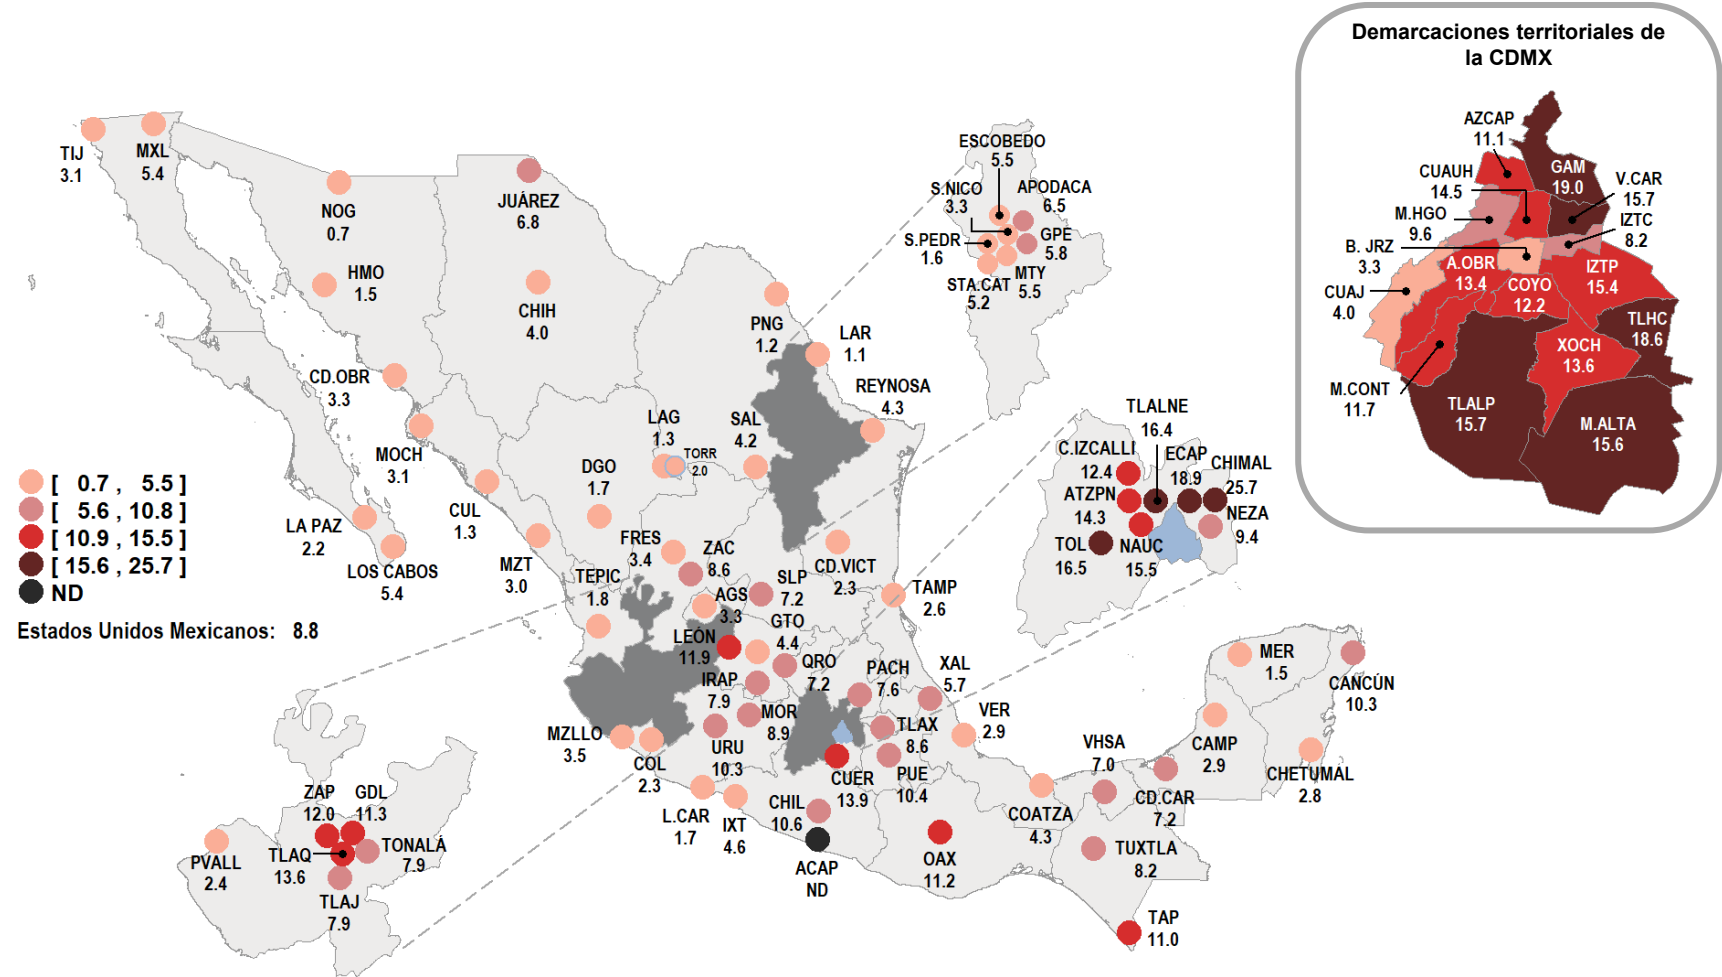 Demarcaciones territoriales de
la CDMX
AZCAP
11.1
CUAUH
14.5
GAM
19.0
V.CAR
15.7
M.HGO
9.6
IZTC
8.2
B. JRZ
3.3
A.OBR
13.4
IZTP
15.4
CUAJ
4.0
COYO
12.2
TLHC
18.6
XOCH
13.6
M.CONT
11.7
TLALP
15.7
M.ALTA
15.6
TIJ
3.1
MXL
5.4
NOG
0.7
JUÁREZ
6.8
HMO
1.5
CHIH
4.0
ESCOBEDO
5.5
S.NICO
3.3
APODACA
6.5
S.PEDR
1.6
GPE
5.8
STA.CAT
5.2
MTY
5.5
PNG
1.2
LAR
1.1
REYNOSA
4.3
CD.OBR
3.3
LAG
1.3
TORR
2.0
SAL
4.2
MOCH
3.1
DGO
1.7
CUL
1.3
LA PAZ
2.2
LOS CABOS
5.4
MZT
3.0
FRES
3.4
ZAC
8.6
CD.VICT
2.3
TEPIC
1.8
SLP
7.2
TAMP
2.6
AGS
3.3
TLALNE
16.4
C.IZCALLI
12.4
ECAP
18.9
CHIMAL
25.7
ATZPN
14.3
NEZA
9.4
TOL
16.5
NAUC
15.5
[ 0.7 , 5.5 ]
[ 5.6 , 10.8 ]
[ 10.9 , 15.5 ]
[ 15.6 , 25.7 ]
ND
Estados Unidos Mexicanos: 8.8
LEÓN
11.9
GTO
4.4
IRAP
7.9
QRO
7.2
PACH
7.6
XAL
5.7
MER
1.5
CANCÚN
10.3
MZLLO
3.5
COL
2.3
URU
10.3
MOR
8.9
TLAX
8.6
VER
2.9
VHSA
7.0
CAMP
2.9
CHETUMAL
2.8
CUER
13.9
PUE
10.4
L.CAR
1.7
IXT
4.6
CHIL
10.6
COATZA
4.3
CD.CAR
7.2
ACAP
ND
OAX
11.2
TUXTLA
8.2
TAP
11.0
ZAP
12.0
GDL
11.3
PVALL
2.4
TLAQ
13.6
TONALÁ
7.9
TLAJ
7.9